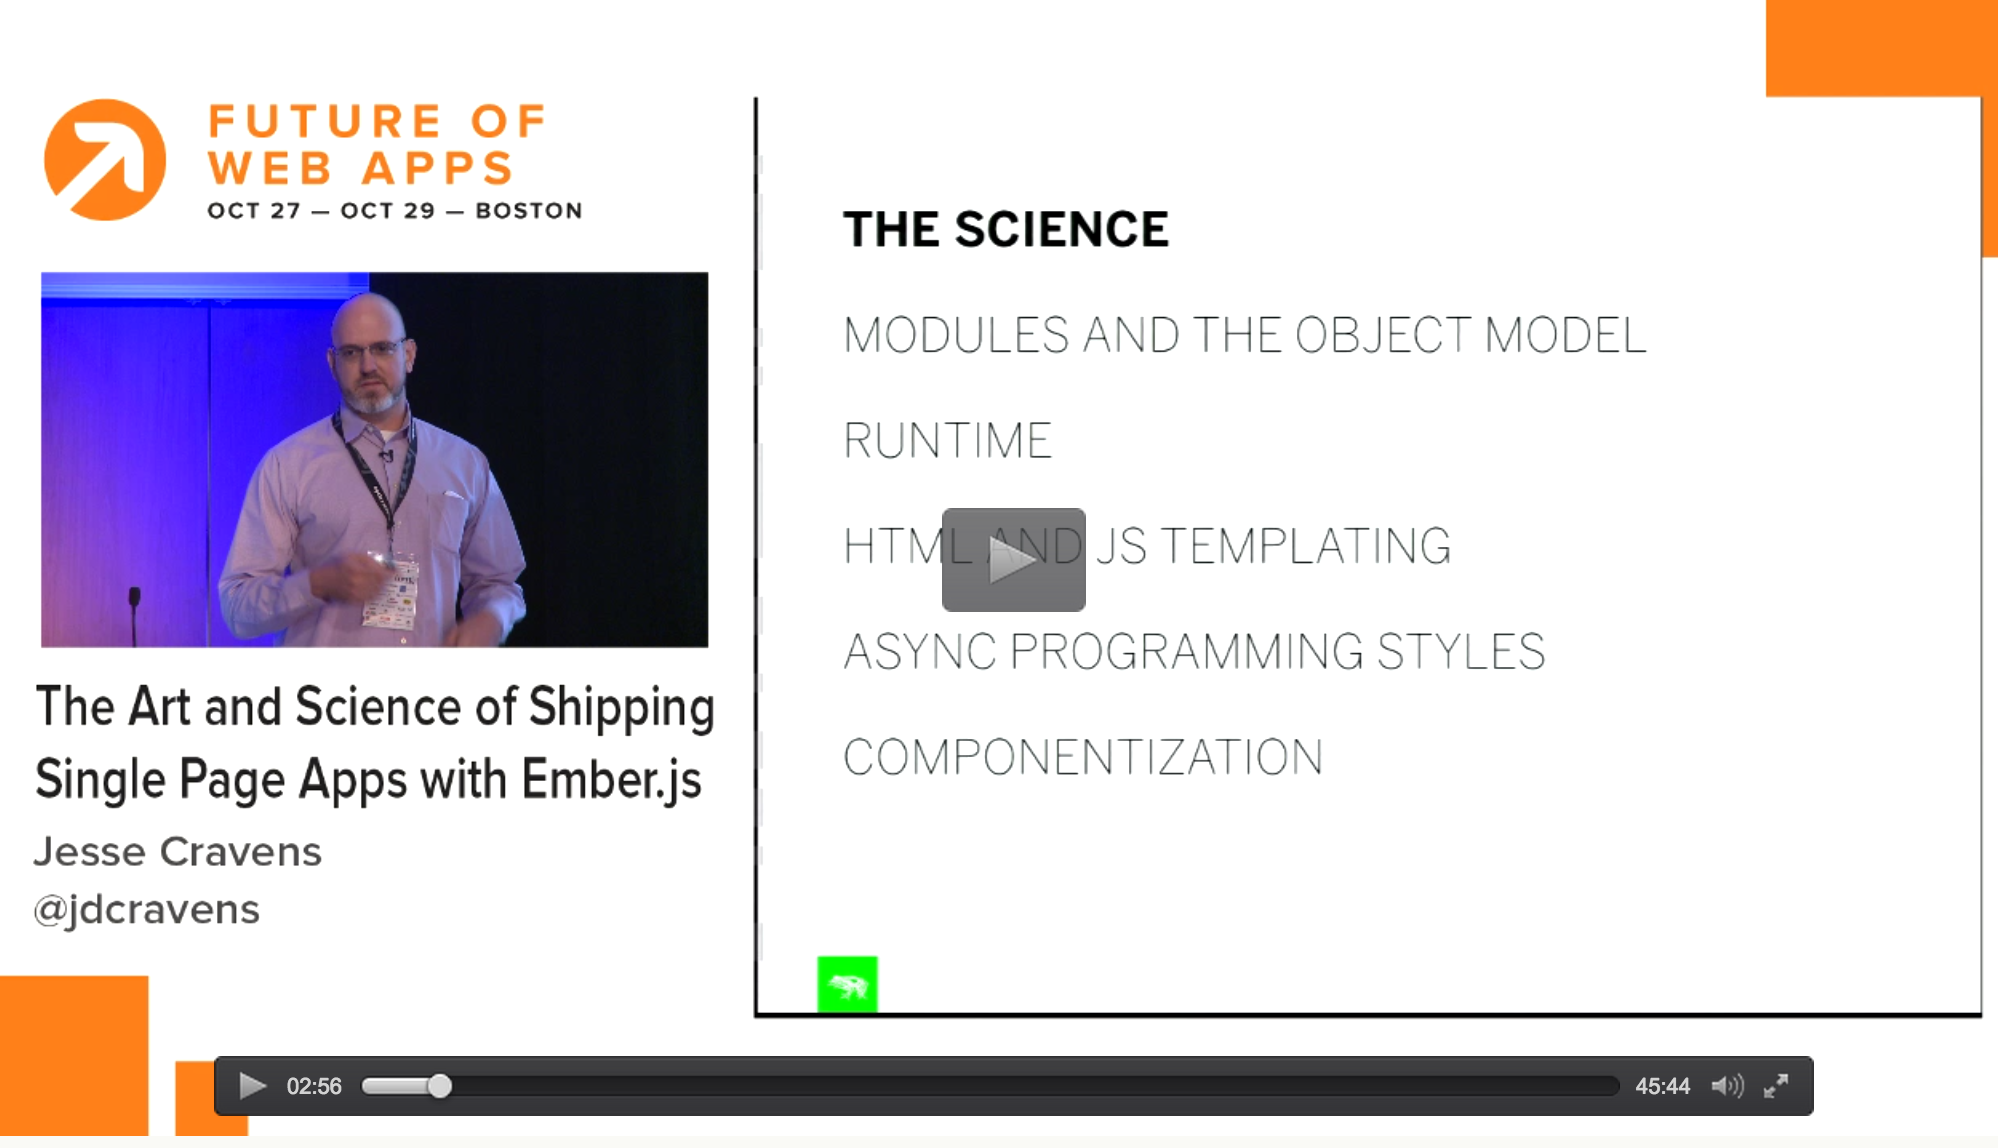 FUTURE OF
WEB APPS
OCT 27 — OCT 29 — BOSTON
The Art and Science of Shipping
Single Page Apps with Ember.js
Jesse Cravens
@jdcravens
THE SCIENCE
MODULES AND THE OBJECT MODEL
RUNTIME
HTML AND JS TEMPLATING
ASYNC PROGRAMMING STYLES
COMPONENTIZATION
02:56
45:44